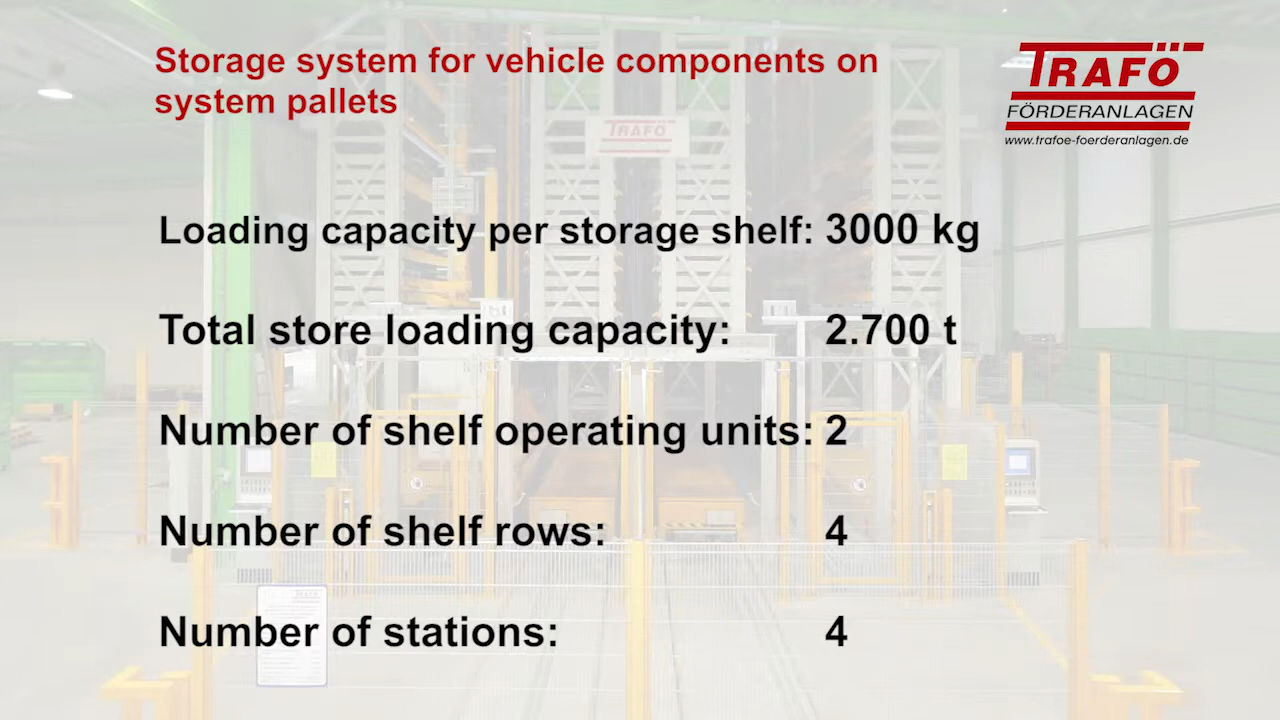 Storage system for vehicle components on
system pallets
TRAFÖ
FÖRDERANLAGEN
www.trafoe-foerderanlagen.de
TRAFÖ
Loading capacity per storage shelf: 3000 kg
Total store loading capacity: 2.700 t
Number of shelf operating units: 2
Number of shelf rows: 4
Number of stations: 4